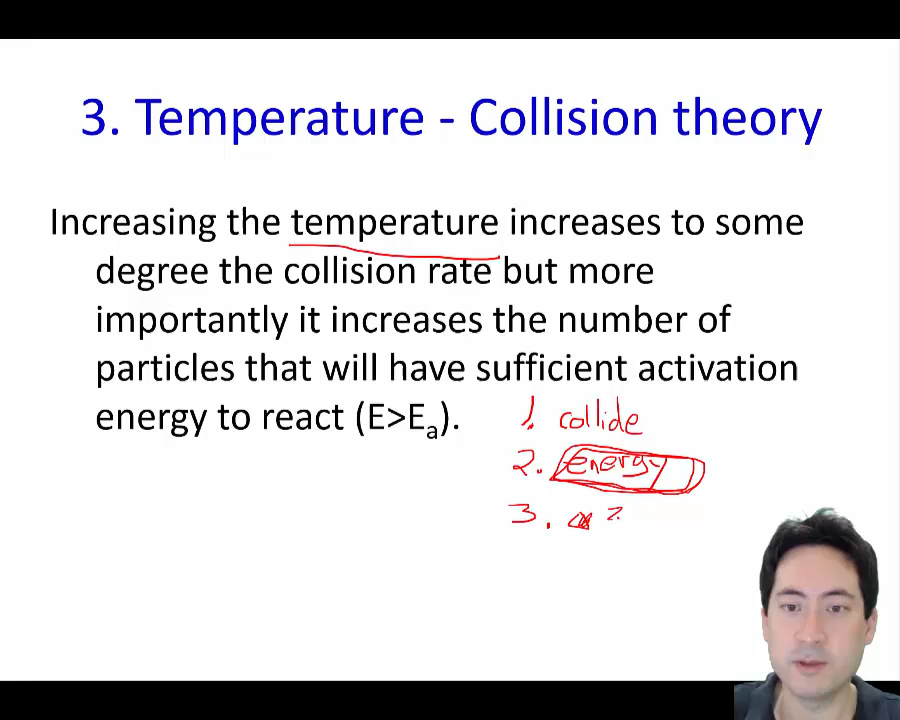 3. Temperature - Collision theory
Increasing the temperature increases to some
degree the collision rate but more
importantly it increases the number of
particles that will have sufficient activation
energy to react (E>Ea).
1. collide
2. energy
3.